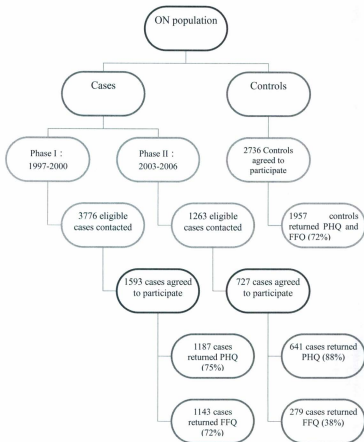 ON population
Cases
Controls
Phase I :
1997-2000
Phase II :
2003-2006
2736 Controls
agreed to
participate
3776 eligible
cases contacted
1263 eligible
cases contacted
1957 controls
returned PHQ and
FFO (72%)
1593 cases agreed
to participate
727 cases agreed
to participate
1187 cases
returned PHQ
(75%)
641 cases returned
PHQ (88%)
1143 cases
returned FFQ
(72%)
279 cases returned
FFQ (38%)